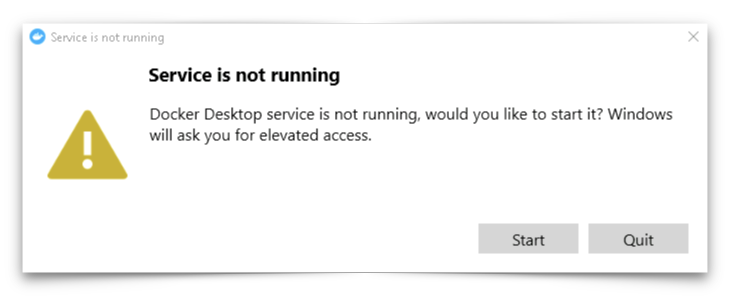 Service is not running
Service is not running
Docker Desktop service is not running, would you like to start it? Windows
will ask you for elevated access.
Start Quit